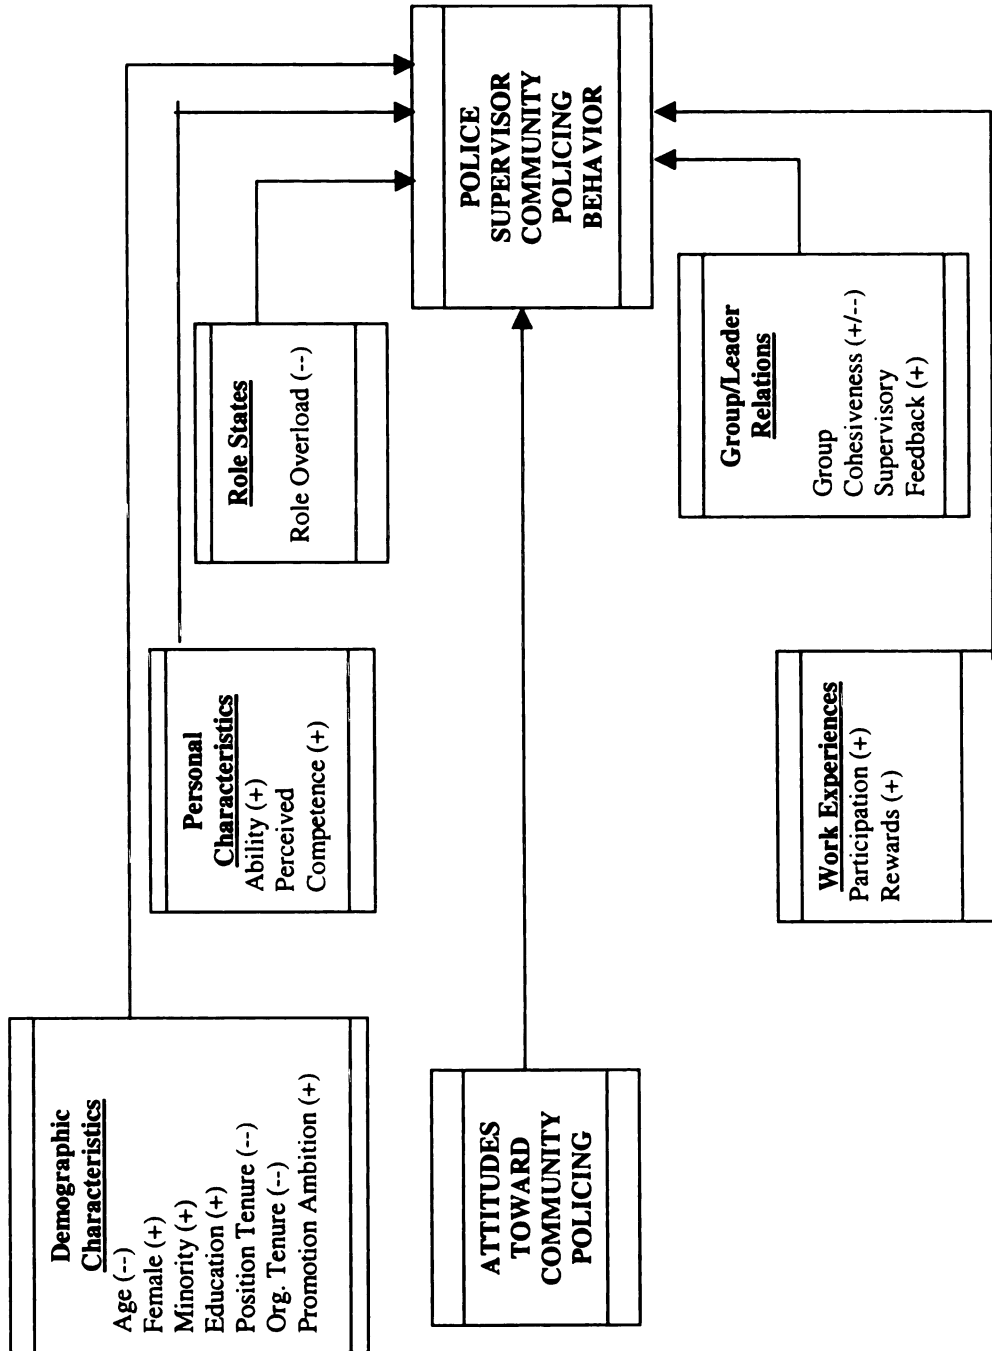 Demographic
Characteristics
Age (--)
Female (+)
Minority (+)
Education (+)
Position Tenure (--)
Org. Tenure (--)
Promotion Ambition (+)
Personal
Characteristics
Ability (+)
Perceived
Competence (+)
Role States
Role Overload (--)
ATTITUDES
TOWARD
COMMUNITY
POLICING
POLICE
SUPERVISOR
COMMUNITY
POLICING
BEHAVIOR
Work Experiences
Participation (+)
Rewards (+)
Group/Leader
Relations
Group
Cohesiveness (+/--)
Supervisory
Feedback (+)